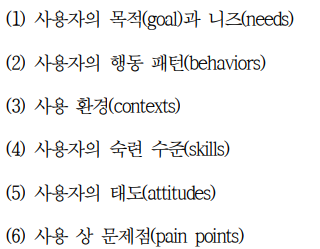 (1) 사용자의 목적(goal)과 니즈(needs)
(2) 사용자의 행동 패턴(behaviors)
(3) 사용 환경(contexts)
(4) 사용자의 숙련 수준(skills)
(5) 사용자의 태도(attitudes)
(6) 사용 상 문제점(pain points)